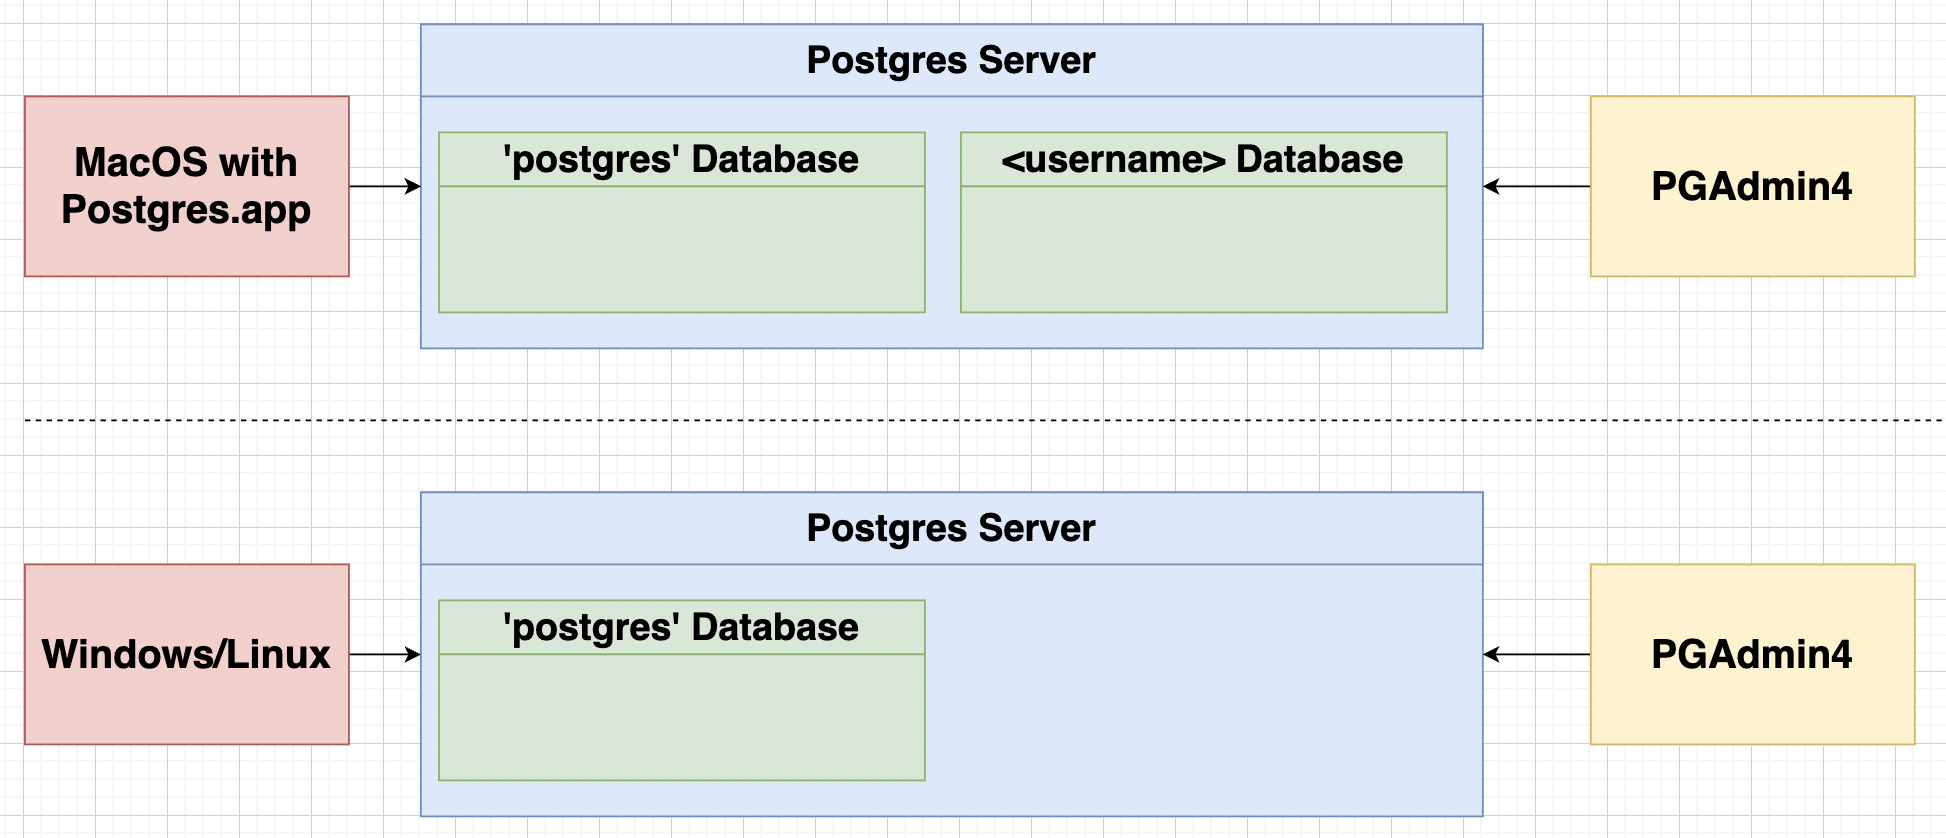 Postgres Server
MacOS with
Postgres.app
'postgres' Database
<username> Database
PGAdmin4
Postgres Server
Windows/Linux
'postgres' Database
PGAdmin4